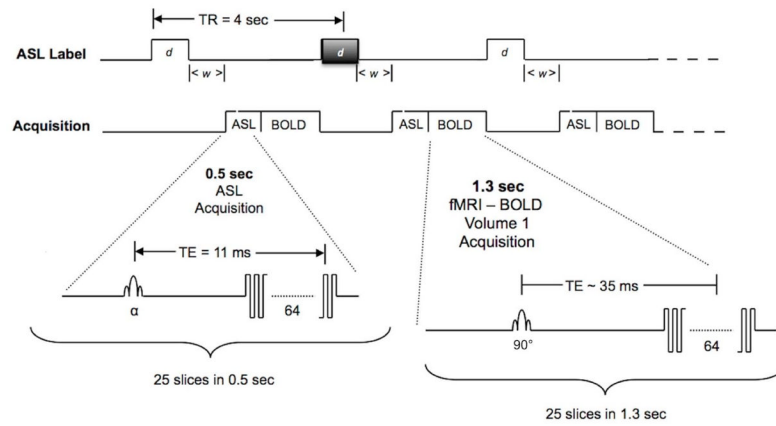 TR = 4 sec
ASL Label
d
d
d
< w >
< w >
< w >
Acquisition
ASL BOLD
ASL BOLD
ASL BOLD
0.5 sec
ASL
Acquisition
1.3 sec
fMRI – BOLD
Volume 1
Acquisition
TE = 11 ms
TE ~ 35 ms
α
64
90°
64
25 slices in 0.5 sec
25 slices in 1.3 sec